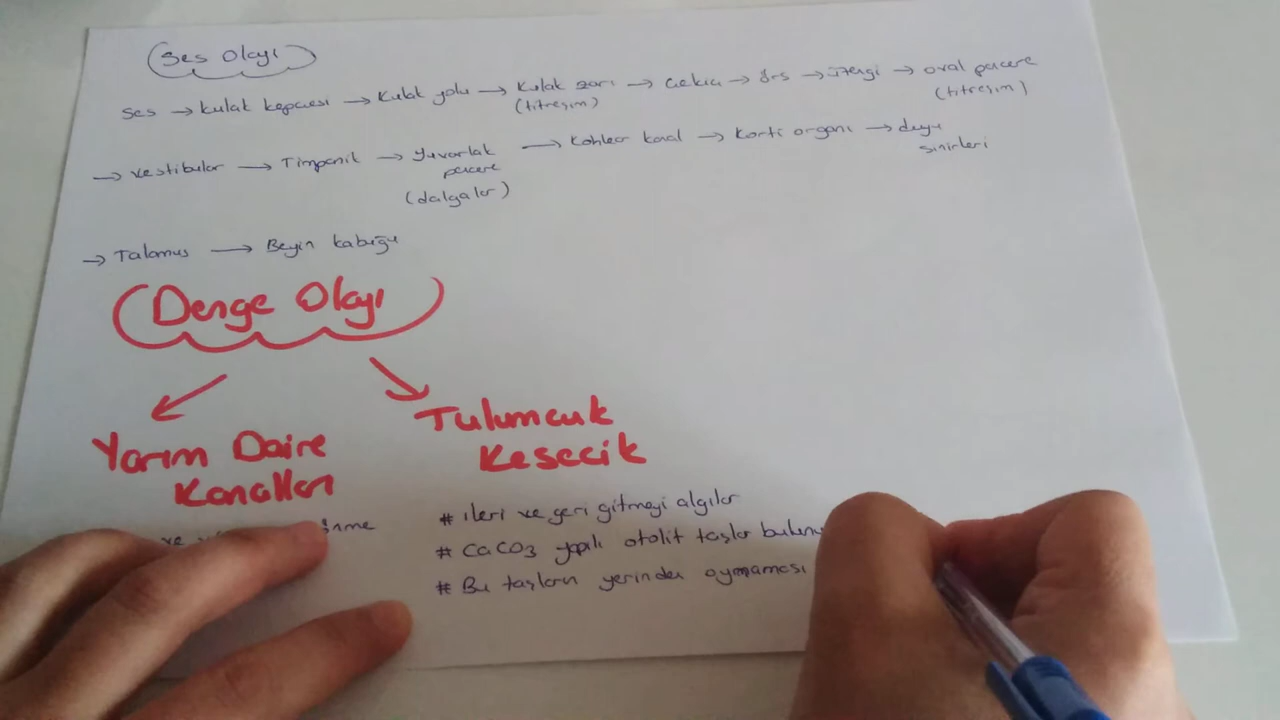 Ses Olayı
Ses → Kulak kepçesi → Kulak yolu → Kulak zarı → Çekiç → Örs → Üzengi → oval pencere
(titreşim) (titreşim)
→ vestibular → Timpanik → Yuvarlak pencere → Kohlear kanal → Korti organı → duyu sinirleri
(dalgalar)
→ Talamus → Beyin kabuğu
Denge Olayı
Yarım Daire
Kanalları
Tulumcuk
Kesecik
# ileri ve geri gitmeyi algılar
# CaCO3 yapılı otolit taşlar
# Bu taşların yerinden oynaması
ve